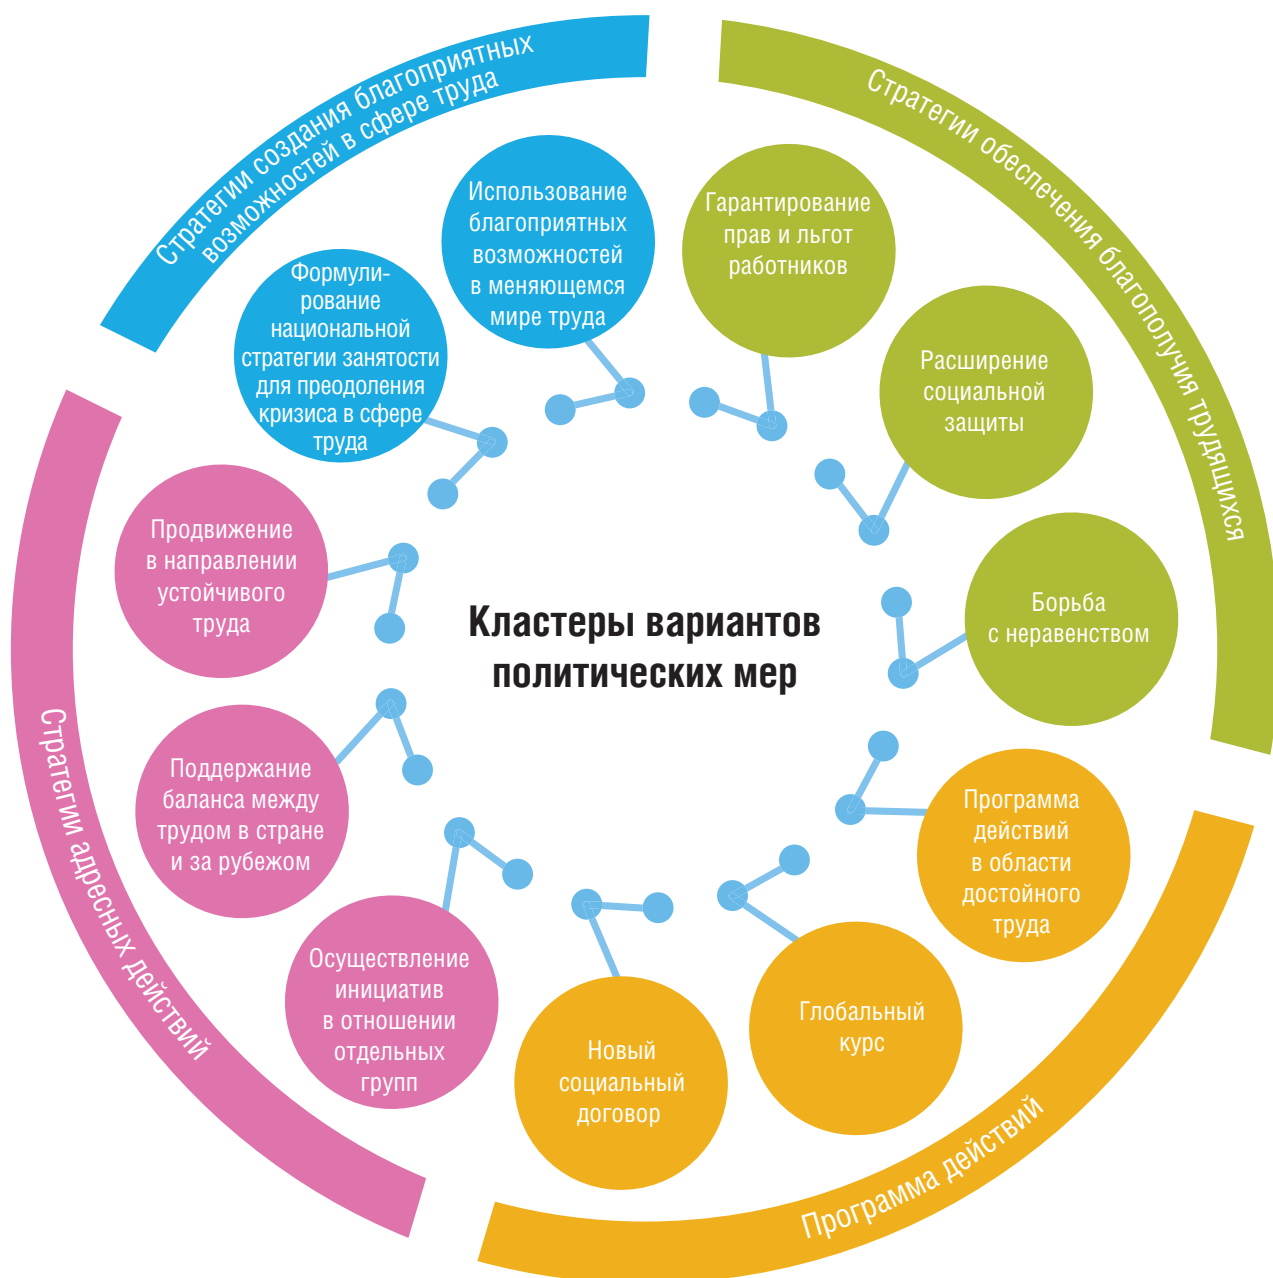 Стратегии создания благоприятных
возможностей в сфере труда
Формули-
рование
национальной
стратегии занятости
для преодоления
кризиса в сфере
труда
Использование
благоприятных
возможностей
в меняющемся
мире труда
Стратегии обеспечения благополучия трудящихся
Гарантирование
прав и льгот
работников
Расширение
социальной
защиты
Борьба
с неравенством
Программа действий
Программа
действий
в области
достойного
труда
Глобальный
курс
Новый
социальный
договор
Стратегии адресных действий
Осуществление
инициатив
в отношении
отдельных
групп
Поддержание
баланса между
трудом в стране
и за рубежом
Продвижение
в направлении
устойчивого
труда
Кластеры вариантов
политических мер